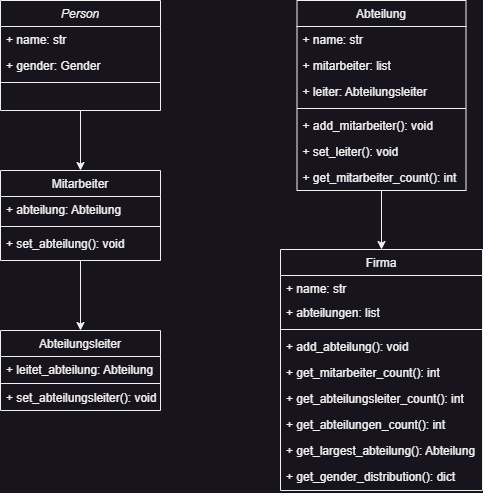 Person
+ name: str
+ gender: Gender
Mitarbeiter
+ abteilung: Abteilung
+ set_abteilung(): void
Abteilungsleiter
+ leitet_abteilung: Abteilung
+ set_abteilungsleiter(): void
Abteilung
+ name: str
+ mitarbeiter: list
+ leiter: Abteilungsleiter
+ add_mitarbeiter(): void
+ set_leiter(): void
+ get_mitarbeiter_count(): int
Firma
+ name: str
+ abteilungen: list
+ add_abteilung(): void
+ get_mitarbeiter_count(): int
+ get_abteilungsleiter_count(): int
+ get_abteilungen_count(): int
+ get_largest_abteilung(): Abteilung
+ get_gender_distribution(): dict